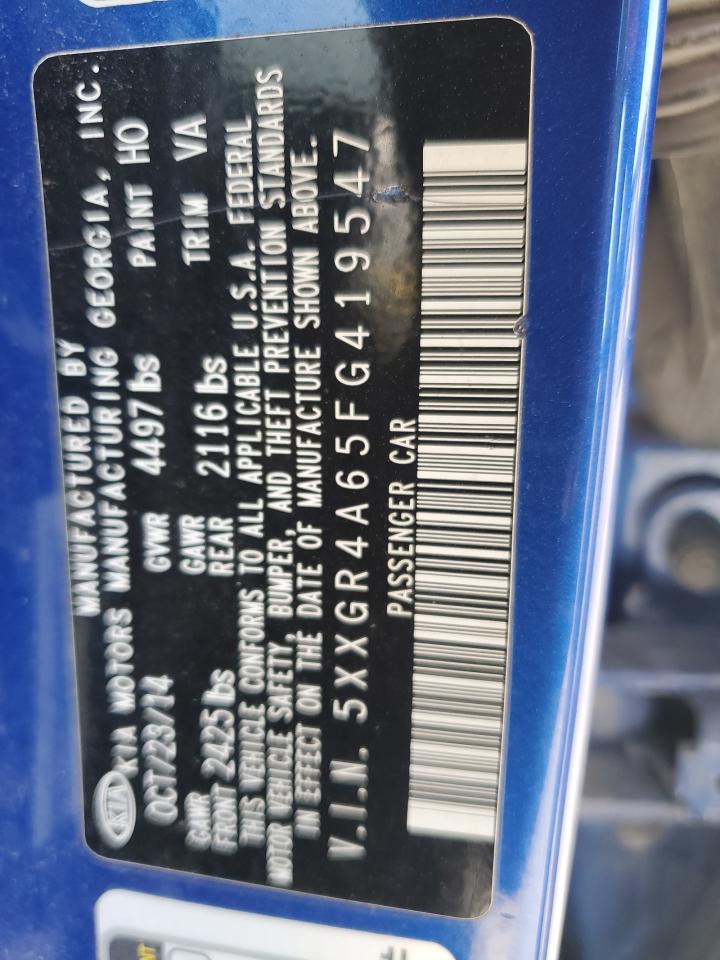 MANUFACTURED BY
KIA KIA MOTORS MANUFACTURING GEORGIA, INC.
OCT/23/14 GVWR 4497 lbs PAINT HO
GAWR FRONT 2425 lbs GAWR REAR 2116 lbs TRIM VA
THIS VEHICLE CONFORMS TO ALL APPLICABLE U.S.A. FEDERAL
MOTOR VEHICLE SAFETY, BUMPER, AND THEFT PREVENTION STANDARDS
IN EFFECT ON THE DATE OF MANUFACTURE SHOWN ABOVE.
V.I.N. 5XXGR4A65FG419547
PASSENGER CAR